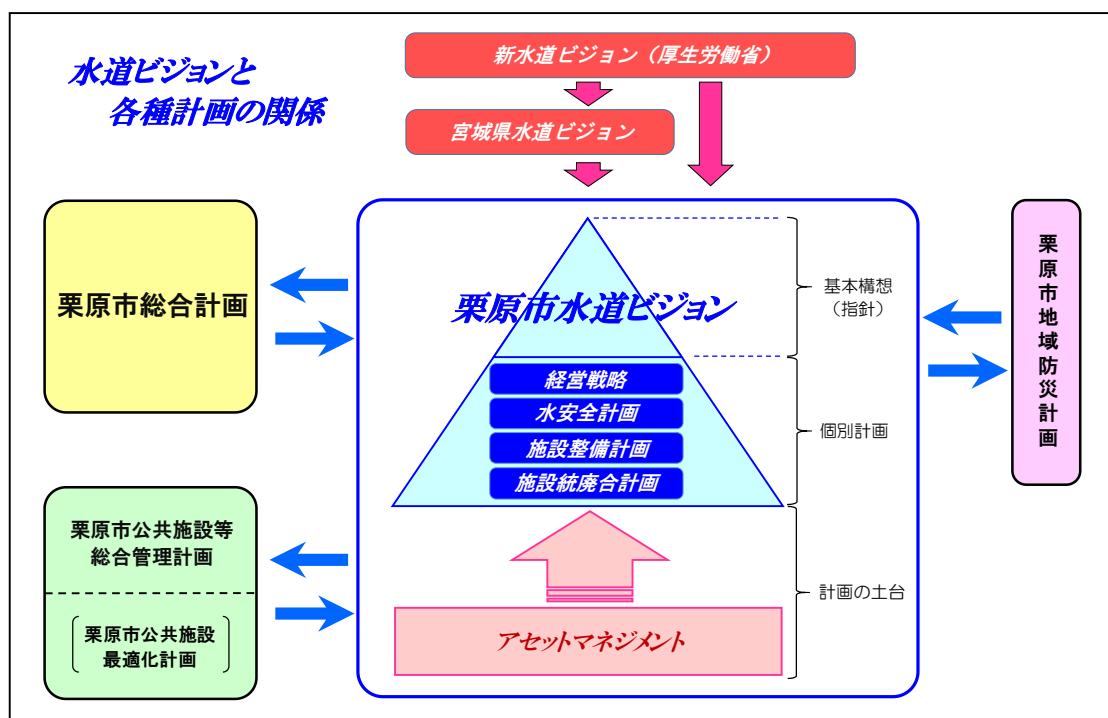 水道ビジョンと
各種計画の関係
新水道ビジョン（厚生労働省）
宮城県水道ビジョン
栗原市総合計画
栗原市水道ビジョン
経営戦略
水安全計画
施設整備計画
施設統廃合計画
基本構想
（指針）
個別計画
計画の土台
栗原市地域防災計画
栗原市公共施設等
総合管理計画
栗原市公共施設
最適化計画
アセットマネジメント